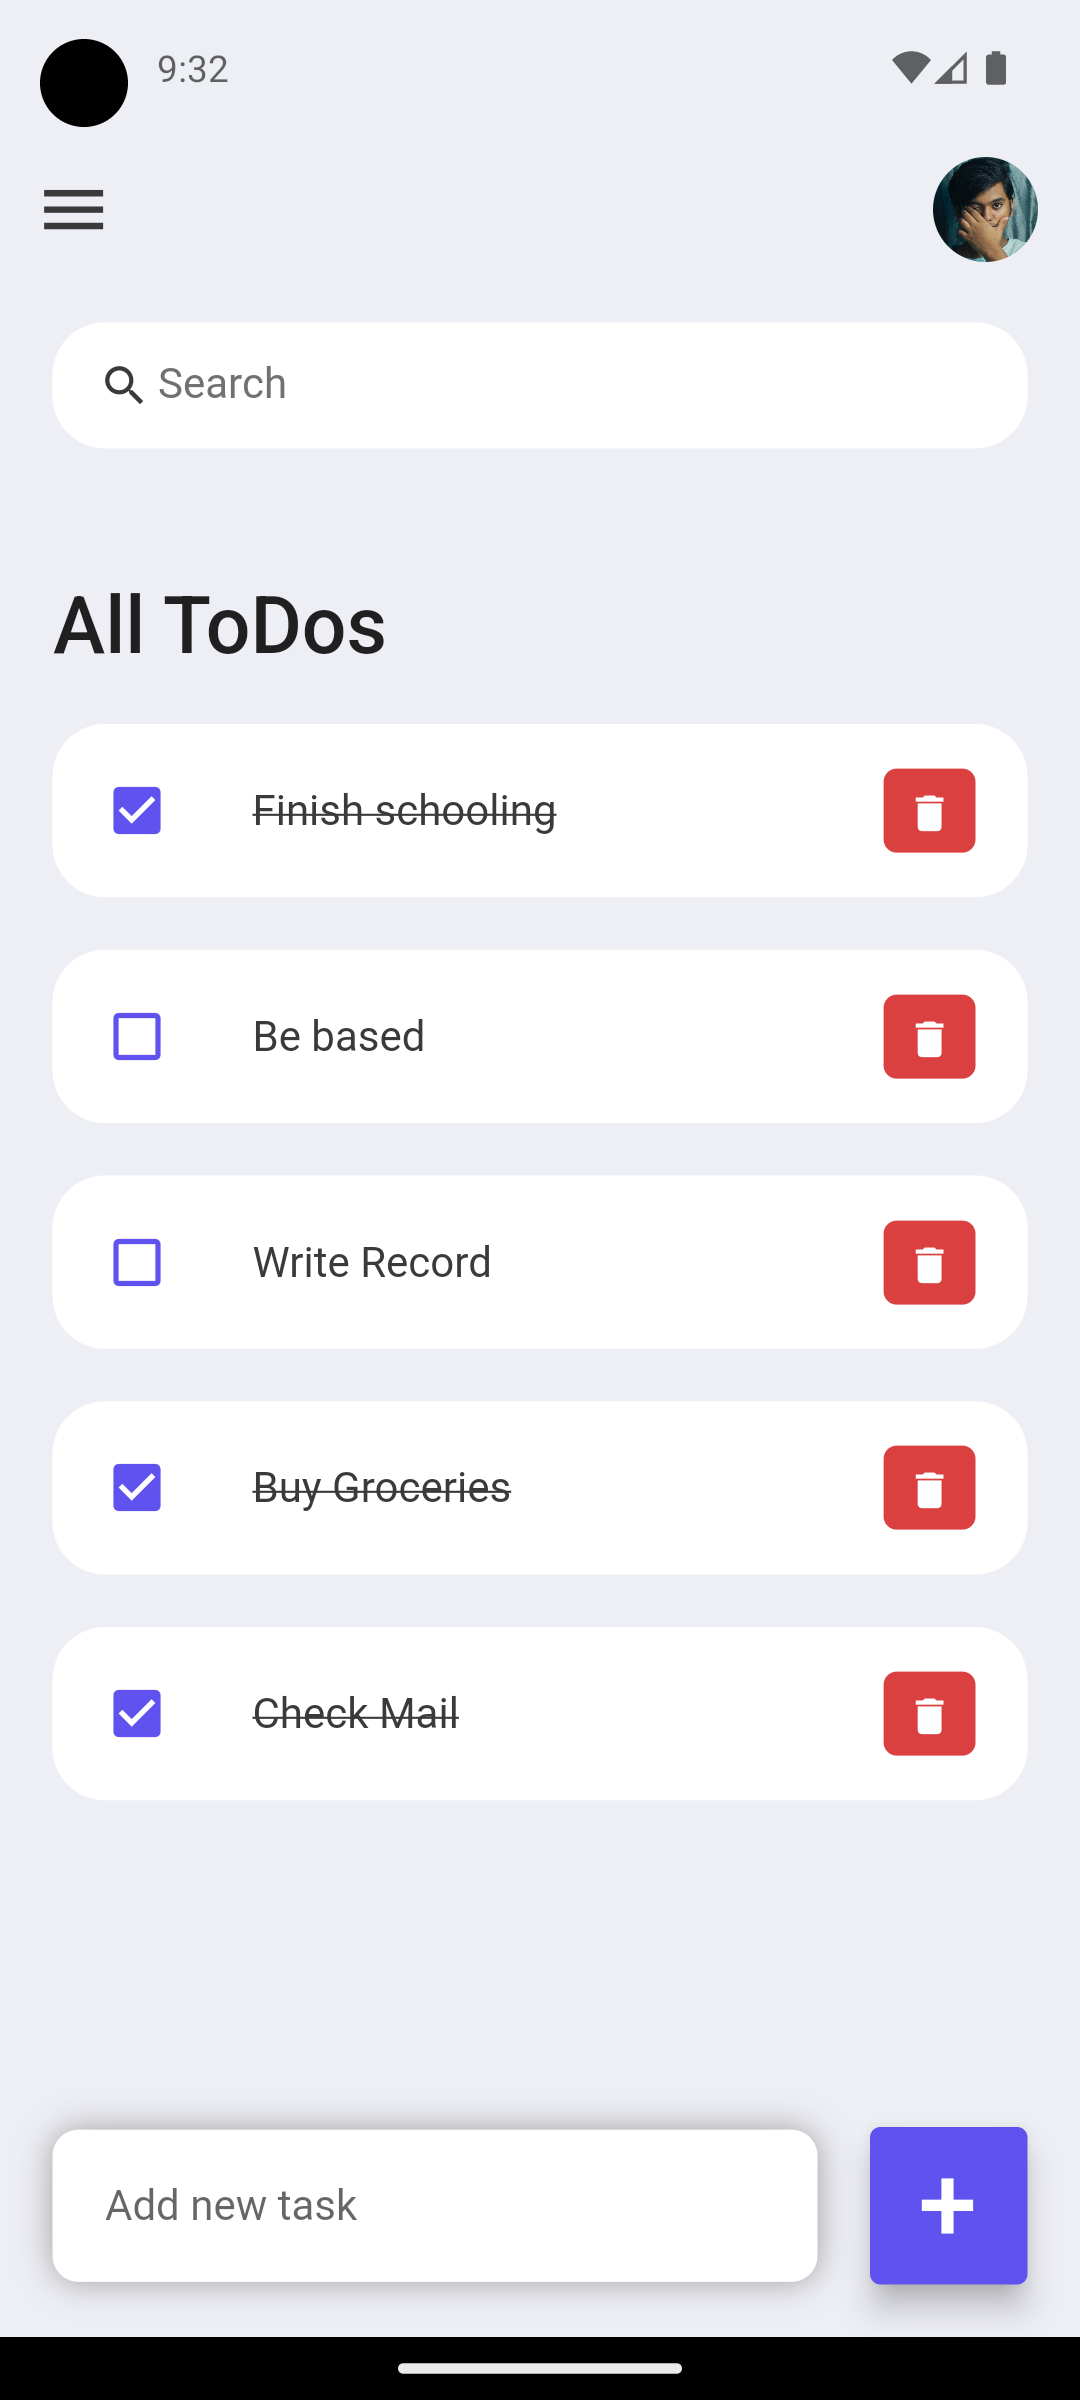 9:32
Search
All ToDos
Finish schooling
Be based
Write Record
Buy Groceries
Check Mail
Add new task